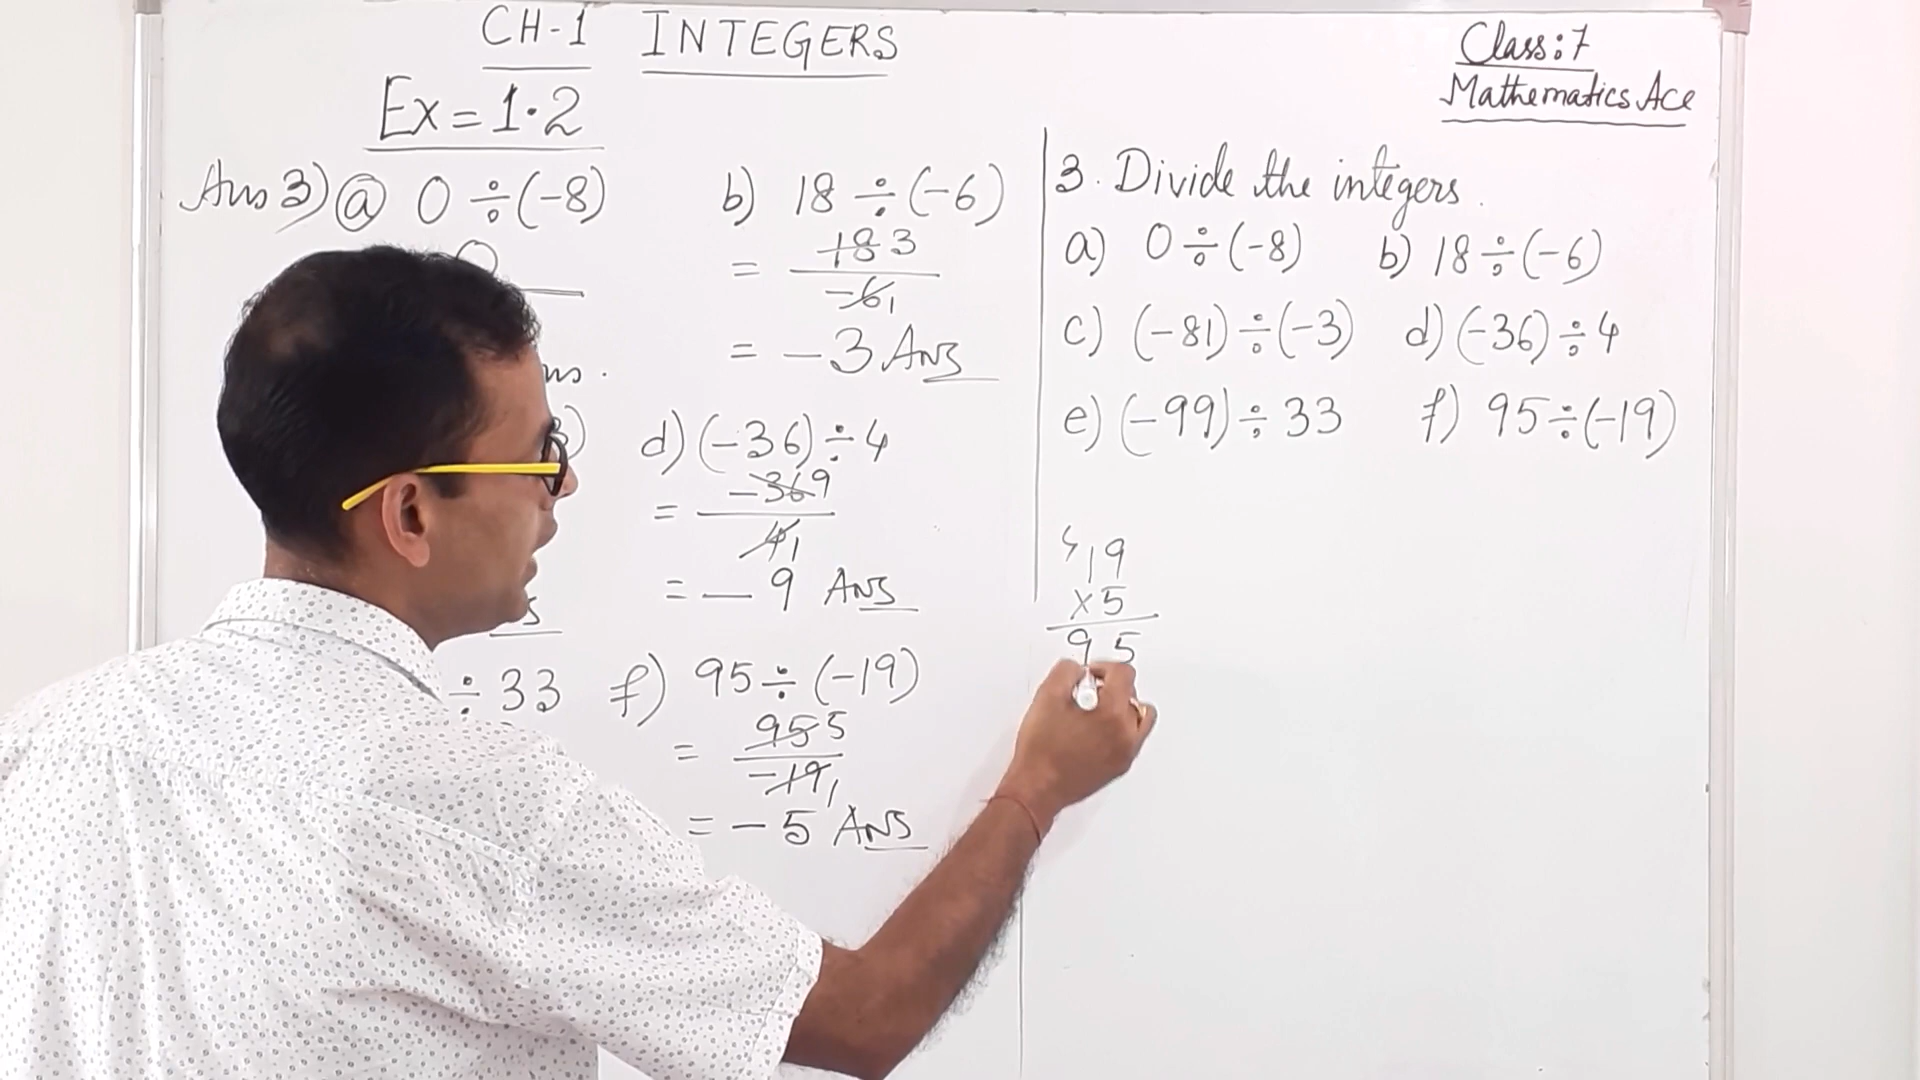 CH-1 INTEGERS
Class:7
Mathematics Ace
Ex = 1.2
Ans 3) a 0 ÷ (-8)
b) 18 ÷ (-6)
= 18 3
-6 1
= -3 Ans
d) (-36) ÷ 4
= -36 9
4 1
= -9 Ans
÷ 33
f) 95 ÷ (-19)
= 95 5
-19 1
= -5 Ans
3. Divide the integers.
a) 0 ÷ (-8) b) 18 ÷ (-6)
c) (-81) ÷ (-3) d) (-36) ÷ 4
e) (-99) ÷ 33 f) 95 ÷ (-19)
4
19
×5
95